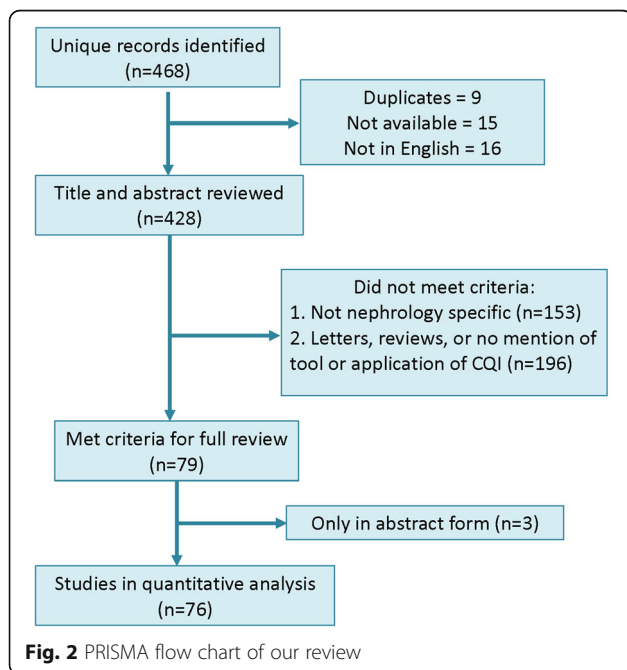 Unique records identified
(n=468)
Duplicates = 9
Not available = 15
Not in English = 16
Title and abstract reviewed
(n=428)
Did not meet criteria:
1. Not nephrology specific (n=153)
2. Letters, reviews, or no mention of
tool or application of CQI (n=196)
Met criteria for full review
(n=79)
Only in abstract form (n=3)
Studies in quantitative analysis
(n=76)
Fig. 2 PRISMA flow chart of our review